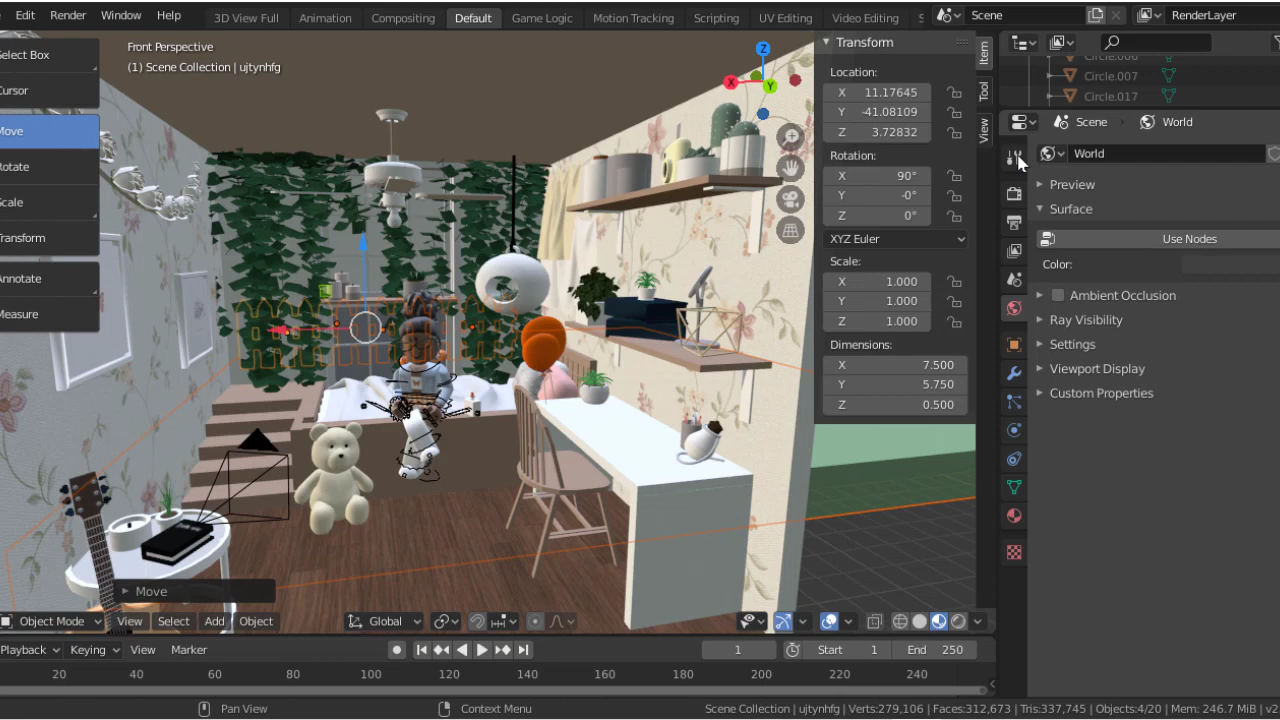 Edit Render Window Help 3D View Full Animation Compositing Default Game Logic Motion Tracking Scripting UV Editing Video Editing S Scene RenderLayer
Front Perspective
(1) Scene Collection | ujtynhfg
Select Box
Cursor
Move
Rotate
Scale
Transform
Annotate
Measure
Z
X
Y
Transform
Location:
X 11.17645
Y -41.08109
Z 3.72832
Rotation:
X 90°
Y -0°
Z 0°
XYZ Euler
Scale:
X 1.000
Y 1.000
Z 1.000
Dimensions:
X 7.500
Y 5.750
Z 0.500
Item
Tool
View
Circle.006
Circle.007
Circle.017
Scene World
World
Preview
Surface
Use Nodes
Color:
Ambient Occlusion
Ray Visibility
Settings
Viewport Display
Custom Properties
Move
Object Mode View Select Add Object Global
Playback Keying View Marker 1 Start 1 End 250
20 40 60 80 100 120 140 160 180 200 220 240
Pan View Context Menu Scene Collection | ujtynhfg | Verts:279,106 | Faces:312,673 | Tris:337,745 | Objects:4/20 | Mem: 246.7 MiB | v2